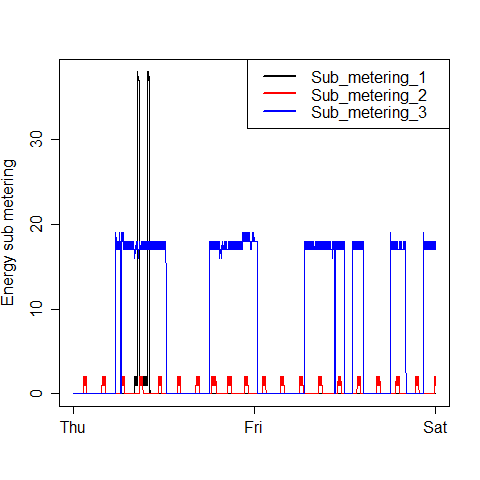 Sub_metering_1
Sub_metering_2
Sub_metering_3
Energy sub metering
30
20
10
0
Thu Fri Sat